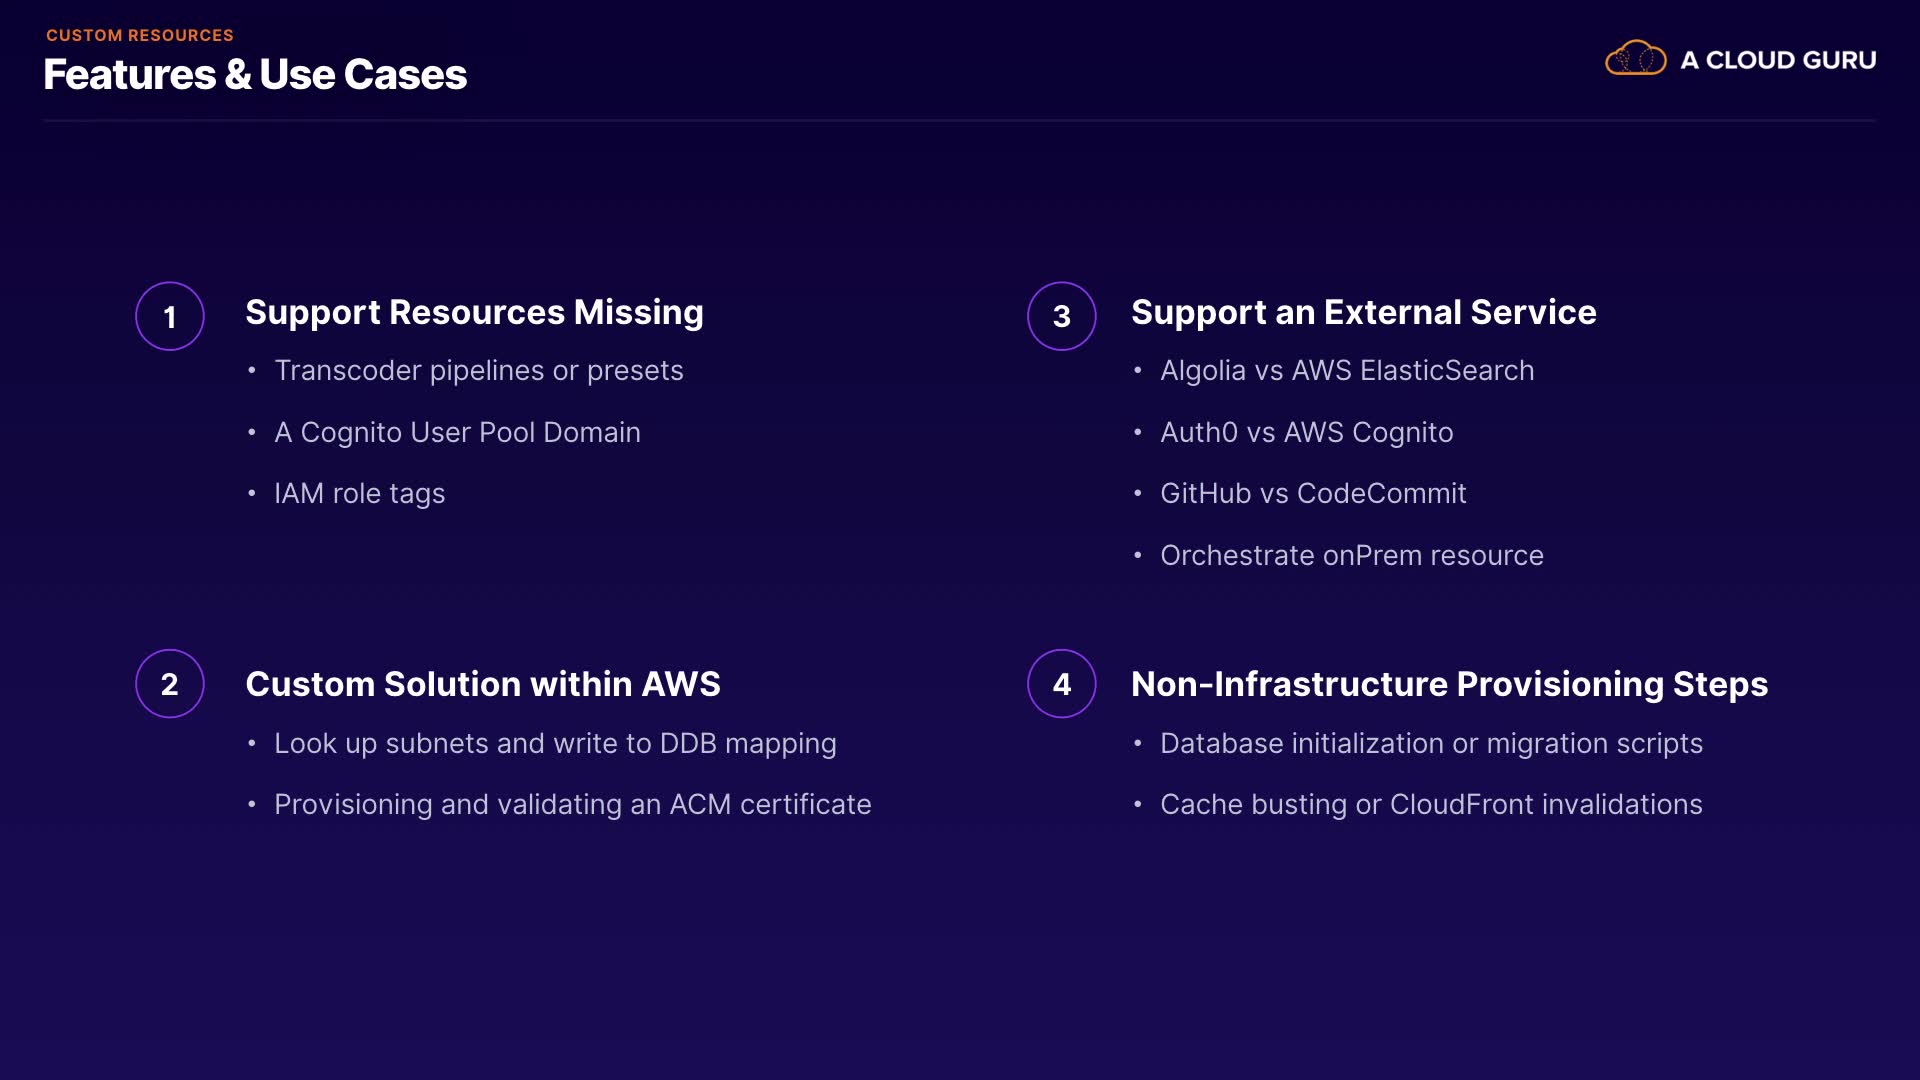 CUSTOM RESOURCES
Features & Use Cases
A CLOUD GURU
1
Support Resources Missing
• Transcoder pipelines or presets
• A Cognito User Pool Domain
• IAM role tags
2
Custom Solution within AWS
• Look up subnets and write to DDB mapping
• Provisioning and validating an ACM certificate
3
Support an External Service
• Algolia vs AWS ElasticSearch
• Auth0 vs AWS Cognito
• GitHub vs CodeCommit
• Orchestrate onPrem resource
4
Non-Infrastructure Provisioning Steps
• Database initialization or migration scripts
• Cache busting or CloudFront invalidations